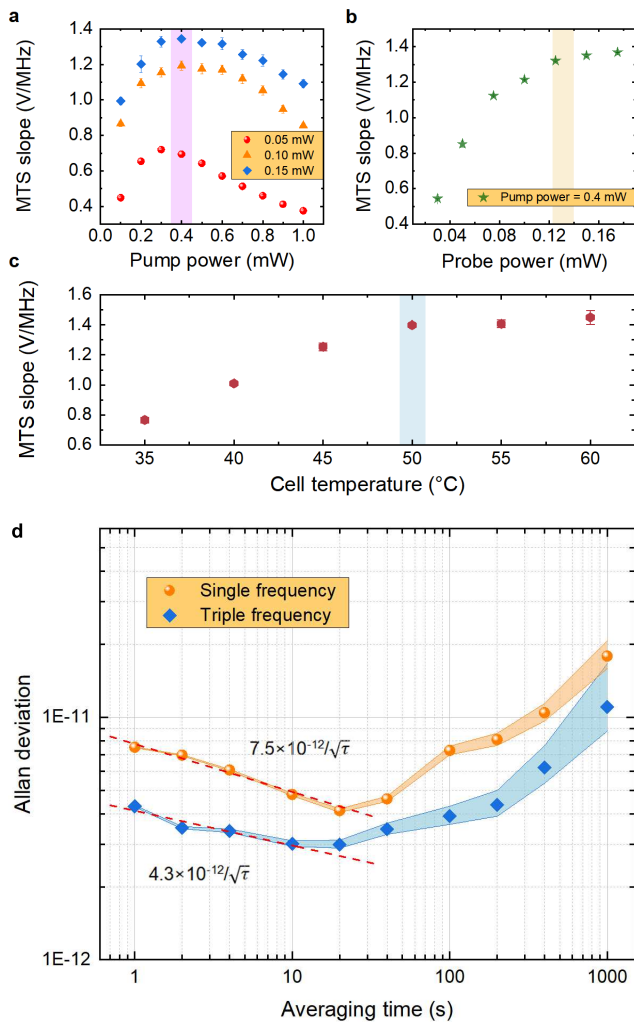 a
MTS slope (V/MHz)
1.4
1.2
1.0
0.8
0.6
0.4
0.05 mW
0.10 mW
0.15 mW
0.0 0.2 0.4 0.6 0.8 1.0
Pump power (mW)
b
MTS slope (V/MHz)
1.4
1.2
1.0
0.8
0.6
0.4
Pump power = 0.4 mW
0.04 0.08 0.12 0.16
Probe power (mW)
c
MTS slope (V/MHz)
1.6
1.4
1.2
1.0
0.8
0.6
35 40 45 50 55 60
Cell temperature (°C)
d
Allan deviation
Single frequency
Triple frequency
1E-11
7.5×10⁻¹²/√τ
4.3×10⁻¹²/√τ
1E-12
1 10 100 1000
Averaging time (s)